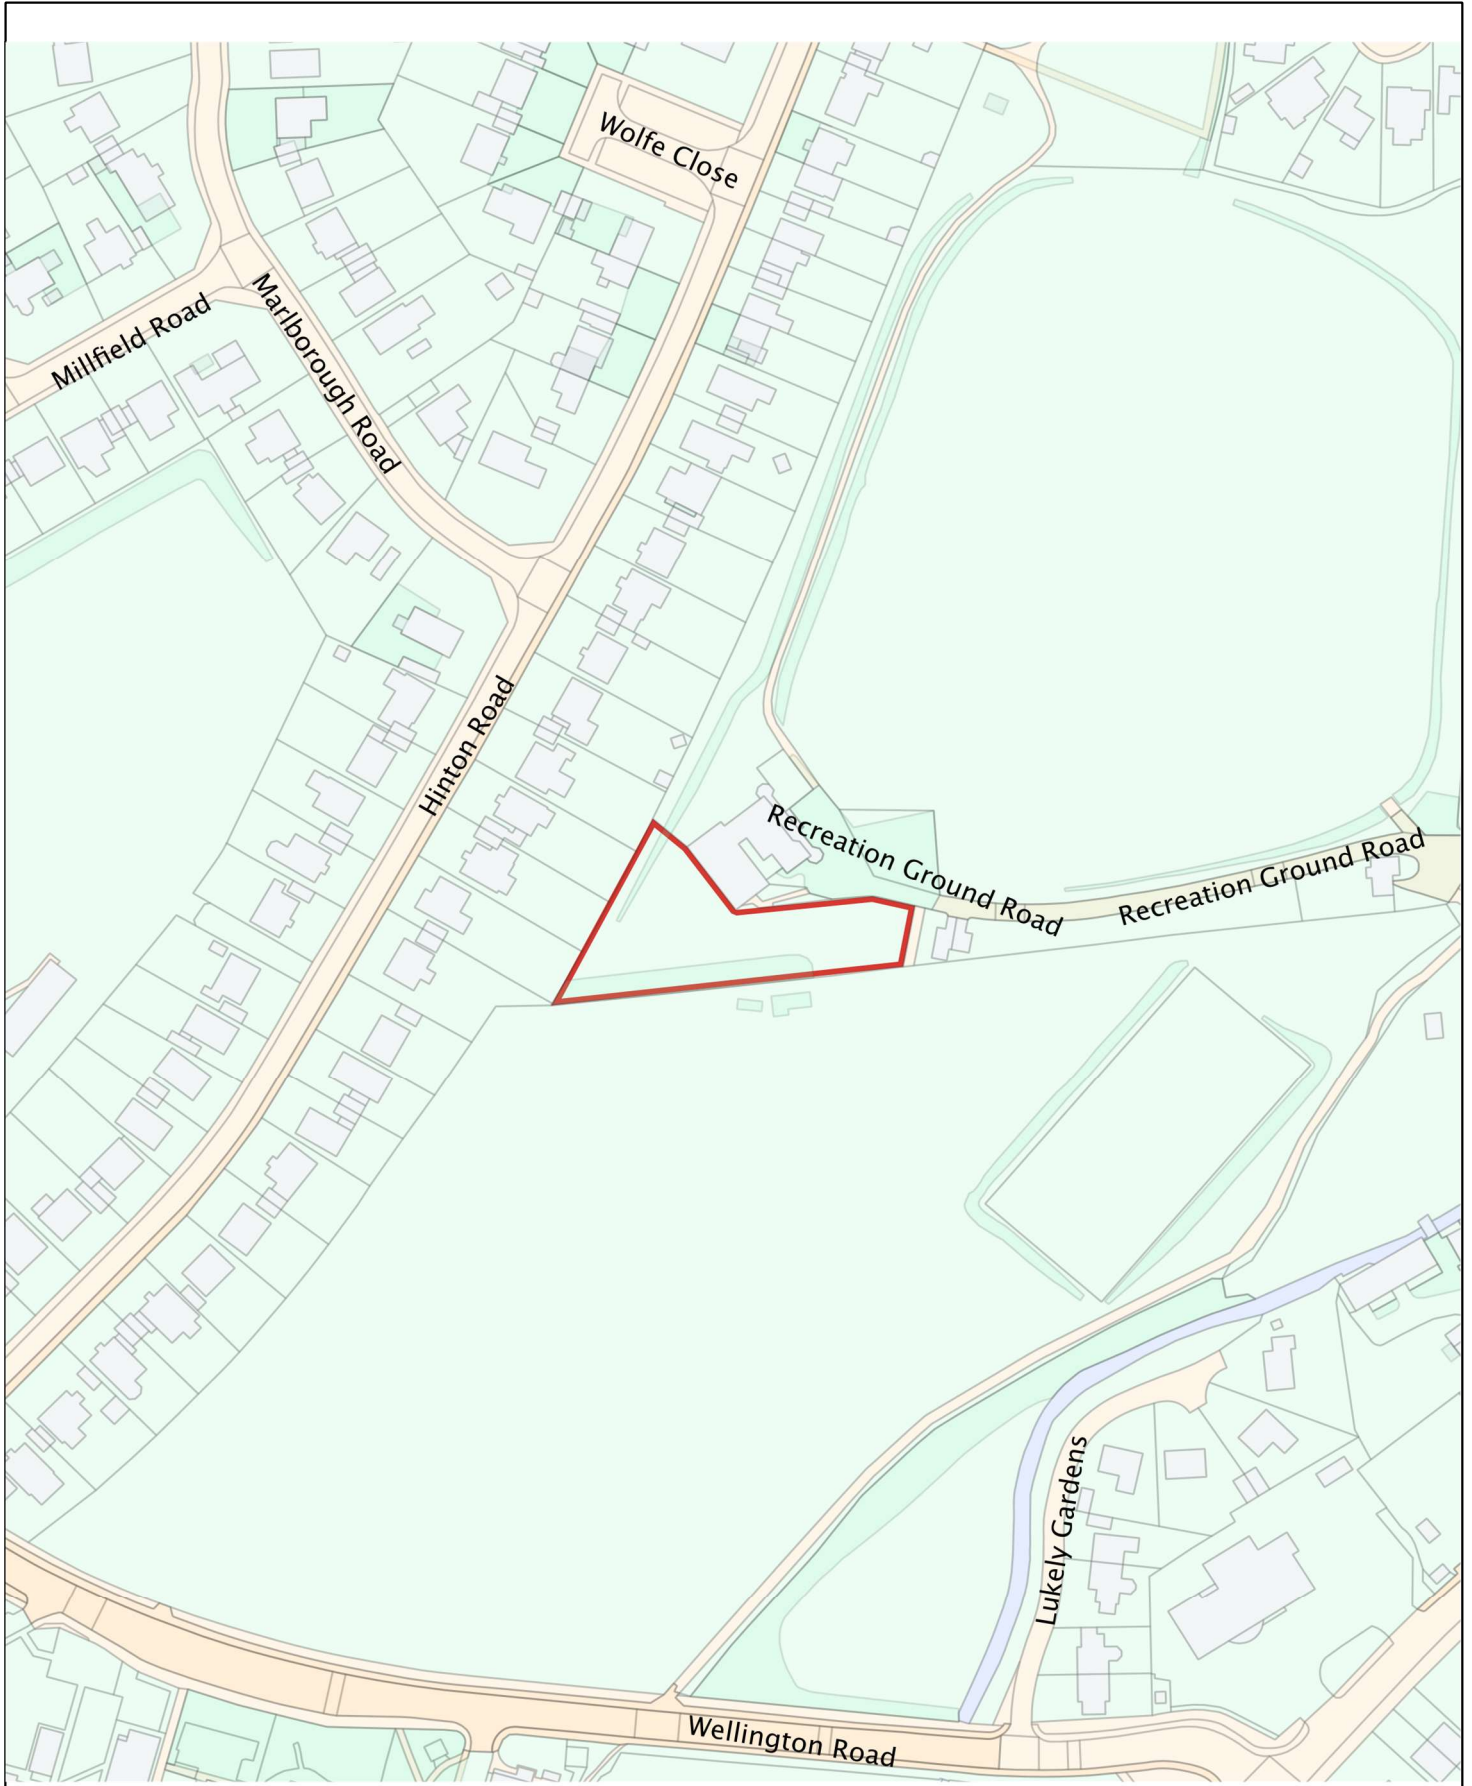 Wolfe Close
Marlborough Road
Millfield Road
Hinton Road
Recreation Ground Road
Recreation Ground Road
Lukely Gardens
Wellington Road